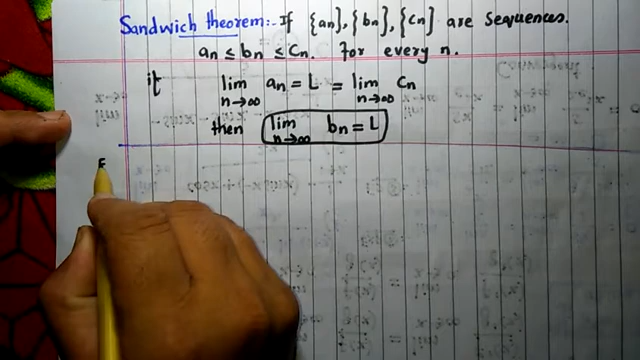 Sandwich theorem:- If {an}, {bn}, {cn} are sequences.
an ≤ bn ≤ cn. for every n.
if lim n→∞ an = L = lim n→∞ cn
then lim n→∞ bn = L